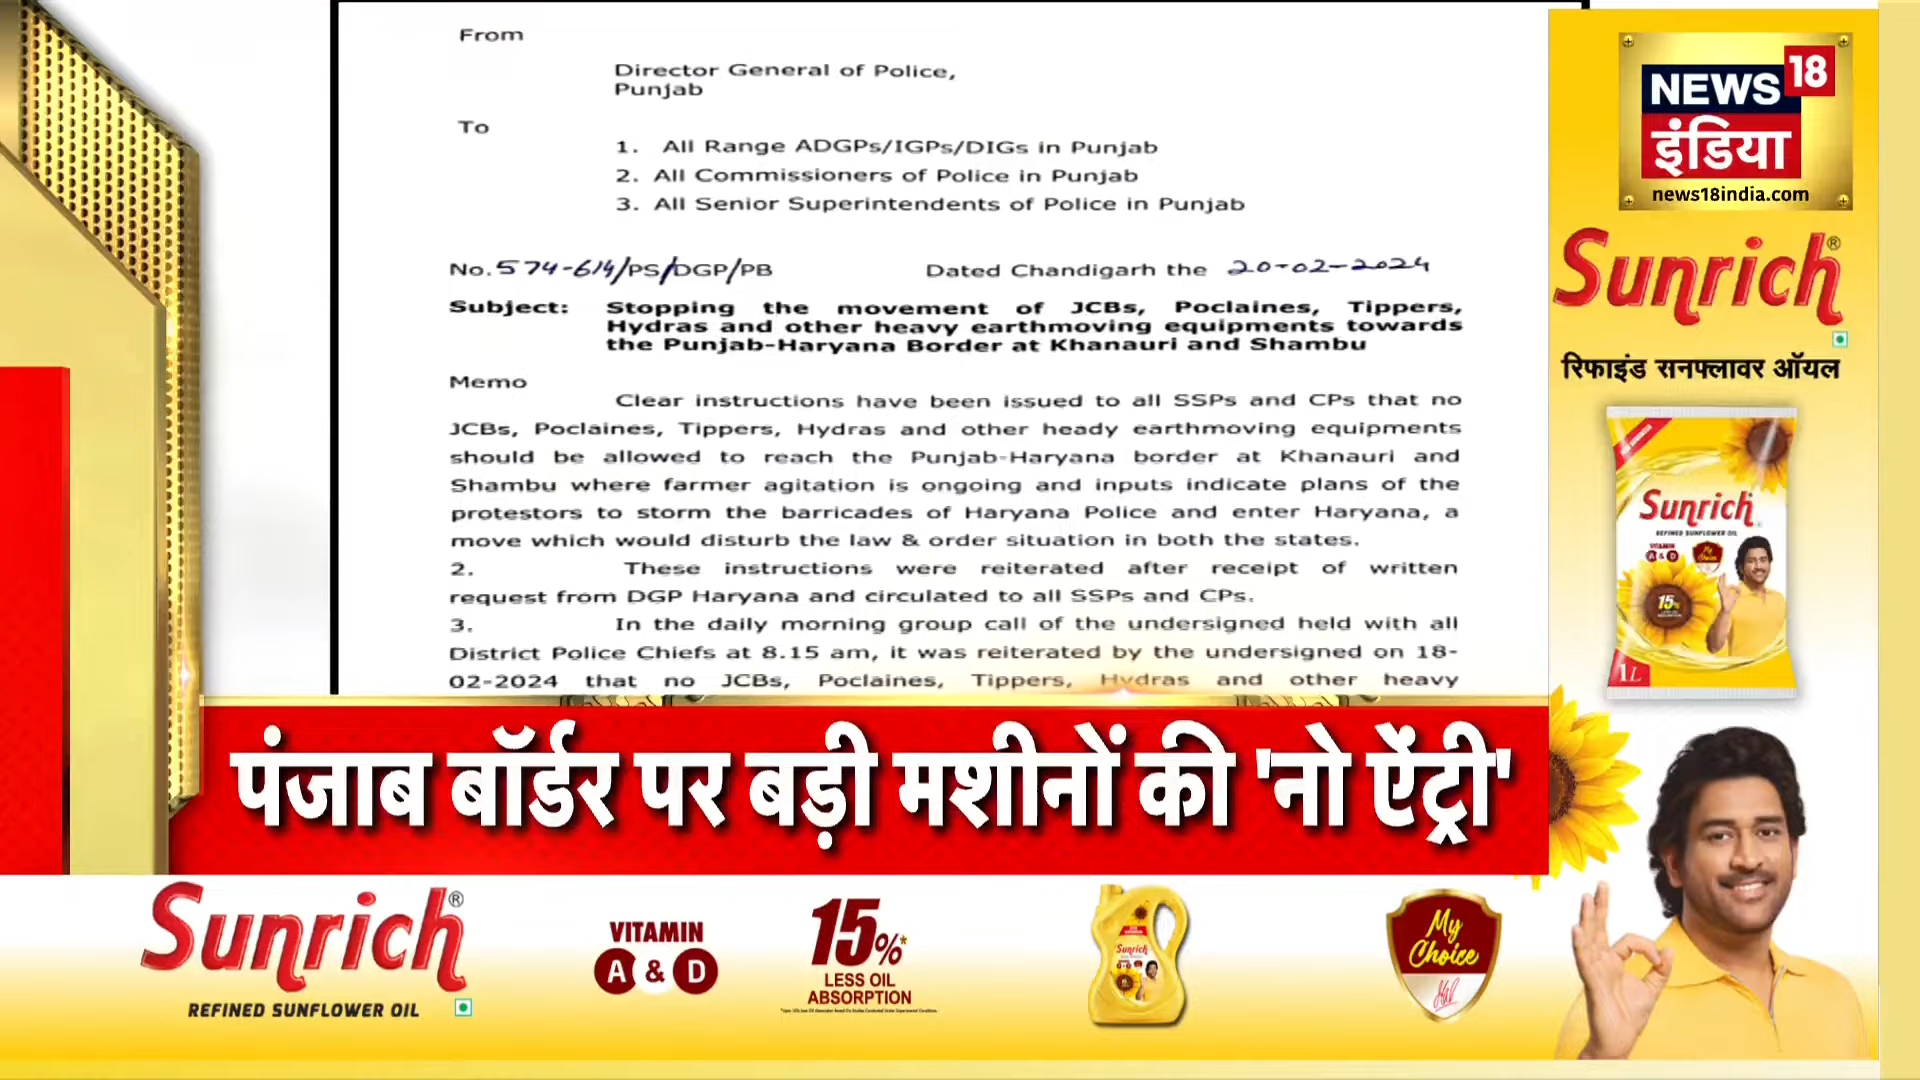 From
Director General of Police,
Punjab
To
1. All Range ADGPs/IGPs/DIGs in Punjab
2. All Commissioners of Police in Punjab
3. All Senior Superintendents of Police in Punjab
No. 574-614/PS/DGP/PB Dated Chandigarh the 20-02-2024
Subject: Stopping the movement of JCBs, Poclaines, Tippers,
Hydras and other heavy earthmoving equipments towards
the Punjab-Haryana Border at Khanauri and Shambu
Memo
Clear instructions have been issued to all SSPs and CPs that no
JCBs, Poclaines, Tippers, Hydras and other heady earthmoving equipments
should be allowed to reach the Punjab-Haryana border at Khanauri and
Shambu where farmer agitation is ongoing and inputs indicate plans of the
protestors to storm the barricades of Haryana Police and enter Haryana, a
move which would disturb the law & order situation in both the states.
2. These instructions were reiterated after receipt of written
request from DGP Haryana and circulated to all SSPs and CPs.
3. In the daily morning group call of the undersigned held with all
District Police Chiefs at 8.15 am, it was reiterated by the undersigned on 18-
02-2024 that no JCBs, Poclaines, Tippers, Hydras and other heavy
पंजाब बॉर्डर पर बड़ी मशीनों की 'नो ऐंट्री'
NEWS 18
इंडिया
news18india.com
Sunrich®
रिफाइंड सनफ्लावर ऑयल
Sunrich
REFINED SUNFLOWER OIL
VITAMIN
A & D
My Choice
15%
1L
Sunrich®
REFINED SUNFLOWER OIL
VITAMIN
A & D
15%*
LESS OIL
ABSORPTION
Sunrich
My
Choice